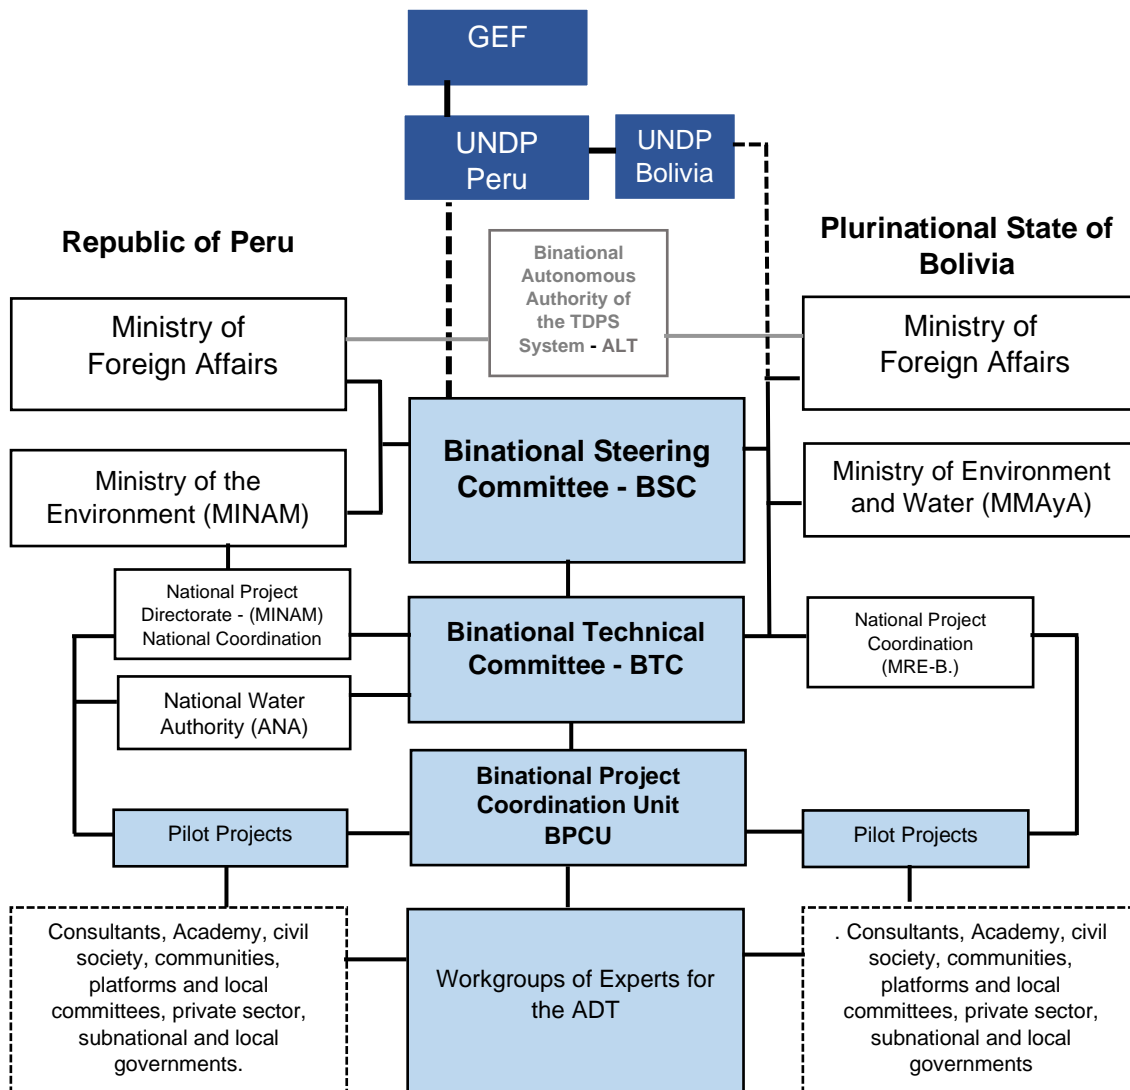 GEF
UNDP
Peru
UNDP
Bolivia
Republic of Peru
Plurinational State of
Bolivia
Binational
Autonomous
Authority of
the TDPS
System - ALT
Ministry of
Foreign Affairs
Ministry of
Foreign Affairs
Binational Steering
Committee - BSC
Ministry of the
Environment (MINAM)
Ministry of Environment
and Water (MMAyA)
National Project
Directorate - (MINAM)
National Coordination
Binational Technical
Committee - BTC
National Project
Coordination
(MRE-B.)
National Water
Authority (ANA)
Binational Project
Coordination Unit
BPCU
Pilot Projects
Pilot Projects
Consultants, Academy, civil
society, communities,
platforms and local
committees, private sector,
subnational and local
governments.
Workgroups of Experts for
the ADT
. Consultants, Academy, civil
society, communities,
platforms and local
committees, private sector,
subnational and local
governments